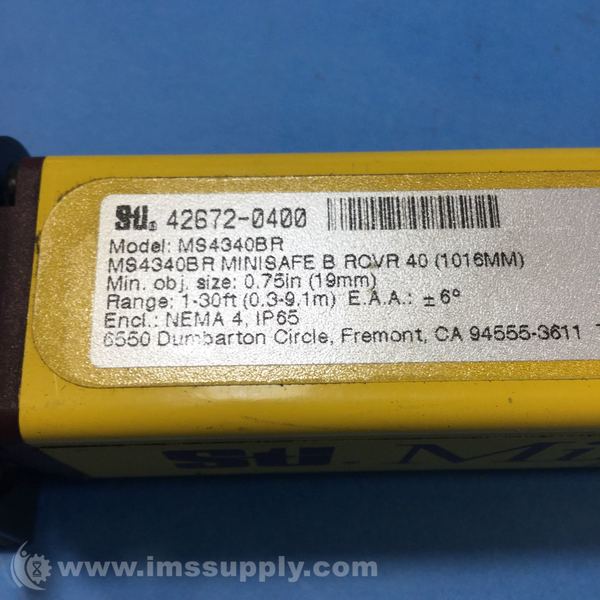 STI. 42672-0400
Model: MS4340BR
MS4340BR MINISAFE B RCVR 40 (1016MM)
Min. obj. size: 0.75in (19mm)
Range: 1-30ft (0.3-9.1m) E.A.A.: ±6°
Encl.: NEMA 4, IP65
6550 Dumbarton Circle, Fremont, CA 94555-3611
STI. Mi
www.imssupply.com